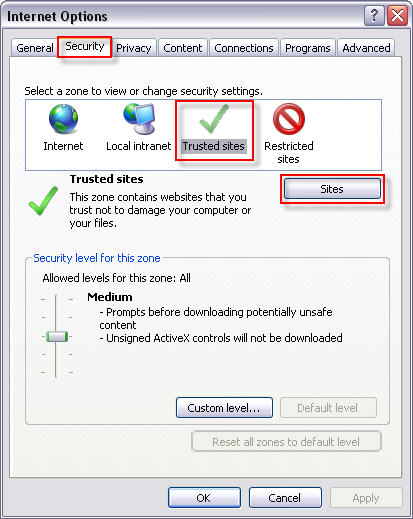 Internet Options
?
General Security Privacy Content Connections Programs Advanced
Select a zone to view or change security settings.
Internet Local intranet Trusted sites Restricted
sites
Trusted sites
Sites
This zone contains websites that you
trust not to damage your computer or
your files.
Security level for this zone
Allowed levels for this zone: All
Medium
- Prompts before downloading potentially unsafe
content
- Unsigned ActiveX controls will not be downloaded
Custom level... Default level
Reset all zones to default level
OK Cancel Apply